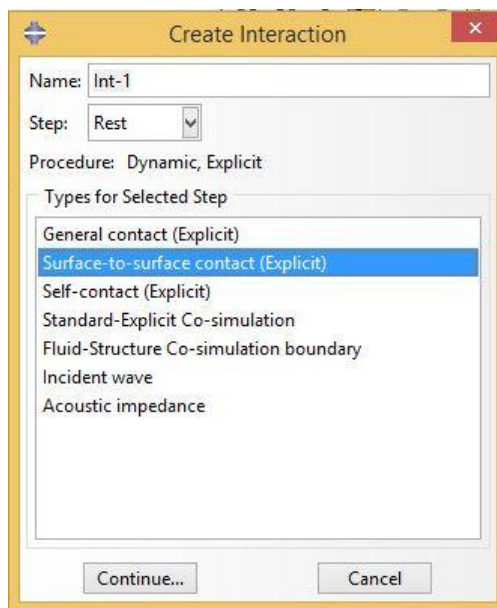 Create Interaction
Name: Int-1
Step: Rest
Procedure: Dynamic, Explicit
Types for Selected Step
General contact (Explicit)
Surface-to-surface contact (Explicit)
Self-contact (Explicit)
Standard-Explicit Co-simulation
Fluid-Structure Co-simulation boundary
Incident wave
Acoustic impedance
Continue... Cancel